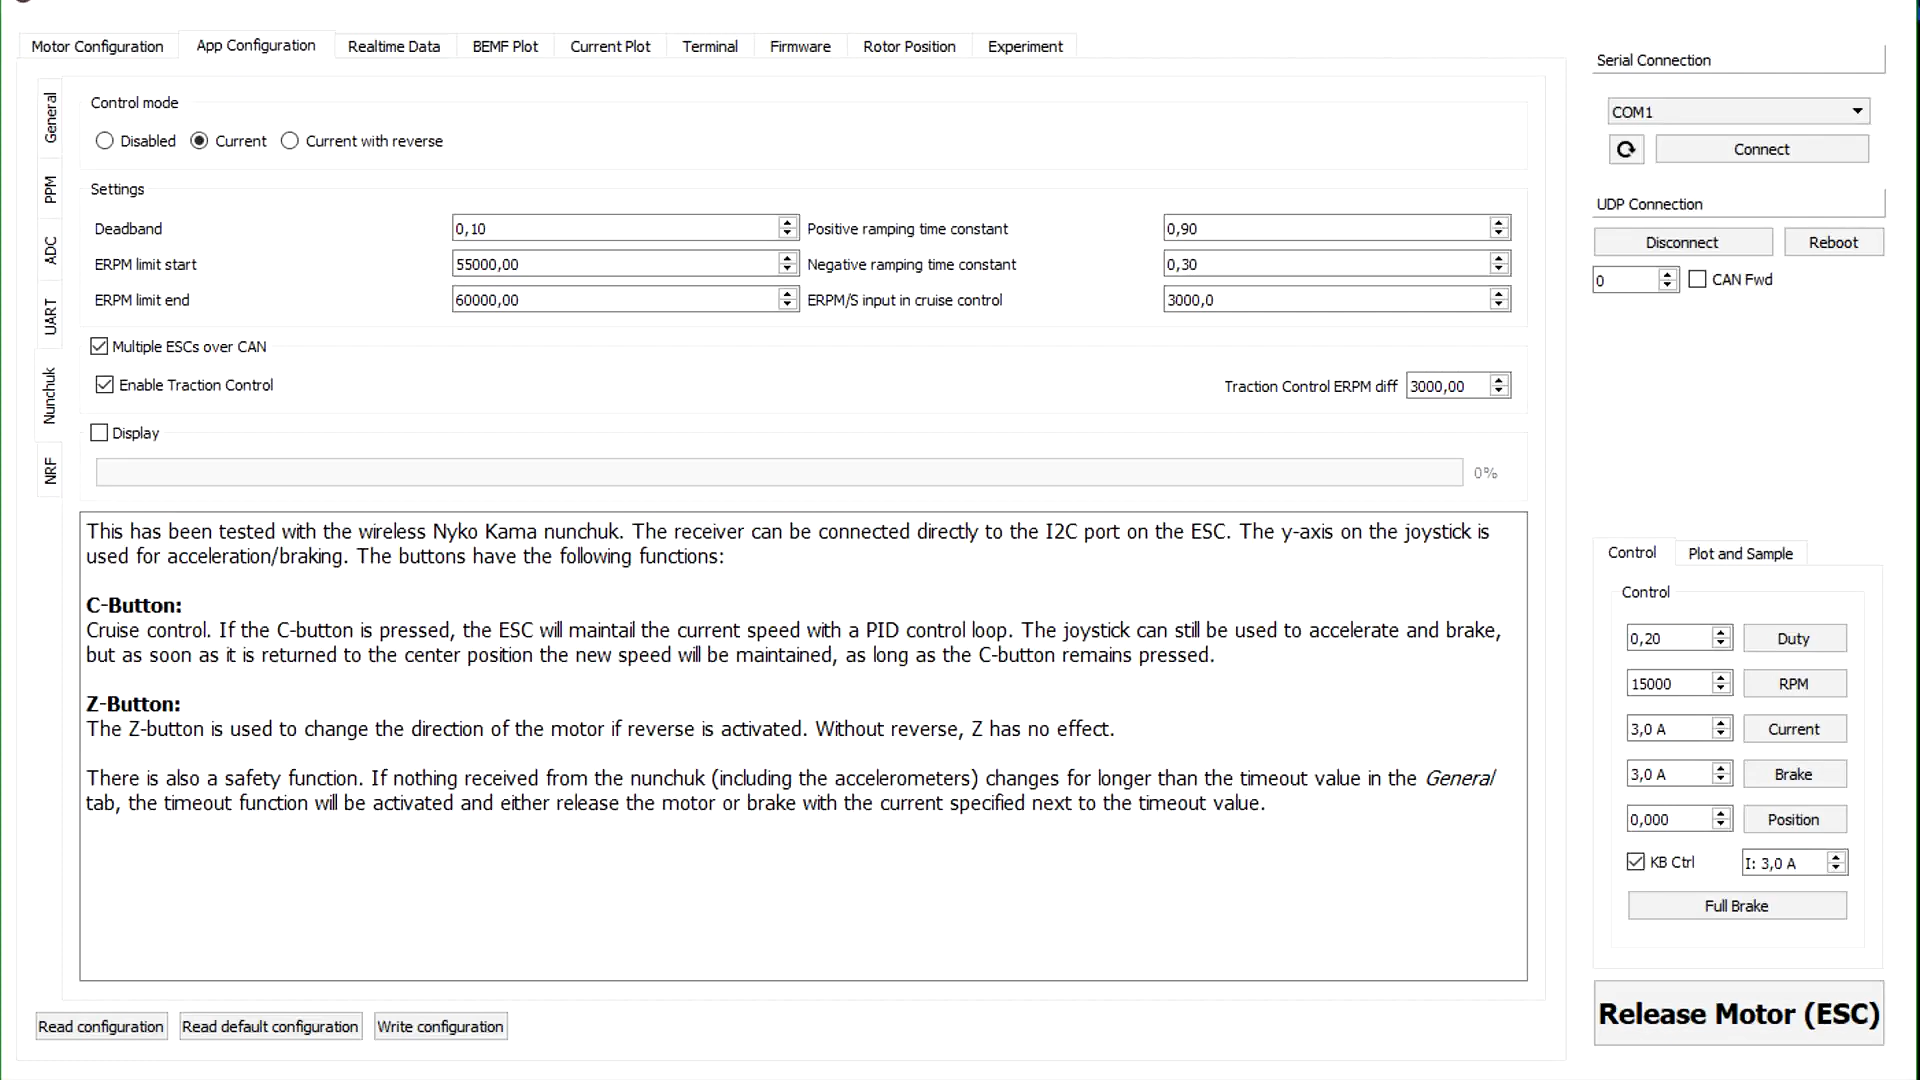 Motor Configuration
App Configuration
Realtime Data
BEMF Plot
Current Plot
Terminal
Firmware
Rotor Position
Experiment
General
PPM
ADC
UART
Nunchuk
NRF
Control mode
Disabled
Current
Current with reverse
Settings
Deadband
0,10
Positive ramping time constant
0,90
ERPM limit start
55000,00
Negative ramping time constant
0,30
ERPM limit end
60000,00
ERPM/S input in cruise control
3000,0
Multiple ESCs over CAN
Enable Traction Control
Traction Control ERPM diff
3000,00
Display
0%
This has been tested with the wireless Nyko Kama nunchuk. The receiver can be connected directly to the I2C port on the ESC. The y-axis on the joystick is
used for acceleration/braking. The buttons have the following functions:
C-Button:
Cruise control. If the C-button is pressed, the ESC will maintail the current speed with a PID control loop. The joystick can still be used to accelerate and brake,
but as soon as it is returned to the center position the new speed will be maintained, as long as the C-button remains pressed.
Z-Button:
The Z-button is used to change the direction of the motor if reverse is activated. Without reverse, Z has no effect.
There is also a safety function. If nothing received from the nunchuk (including the accelerometers) changes for longer than the timeout value in the General
tab, the timeout function will be activated and either release the motor or brake with the current specified next to the timeout value.
Read configuration
Read default configuration
Write configuration
Serial Connection
COM1
Connect
UDP Connection
Disconnect
Reboot
0
CAN Fwd
Control
Plot and Sample
Control
0,20
Duty
15000
RPM
3,0 A
Current
3,0 A
Brake
0,000
Position
KB Ctrl
I: 3,0 A
Full Brake
Release Motor (ESC)